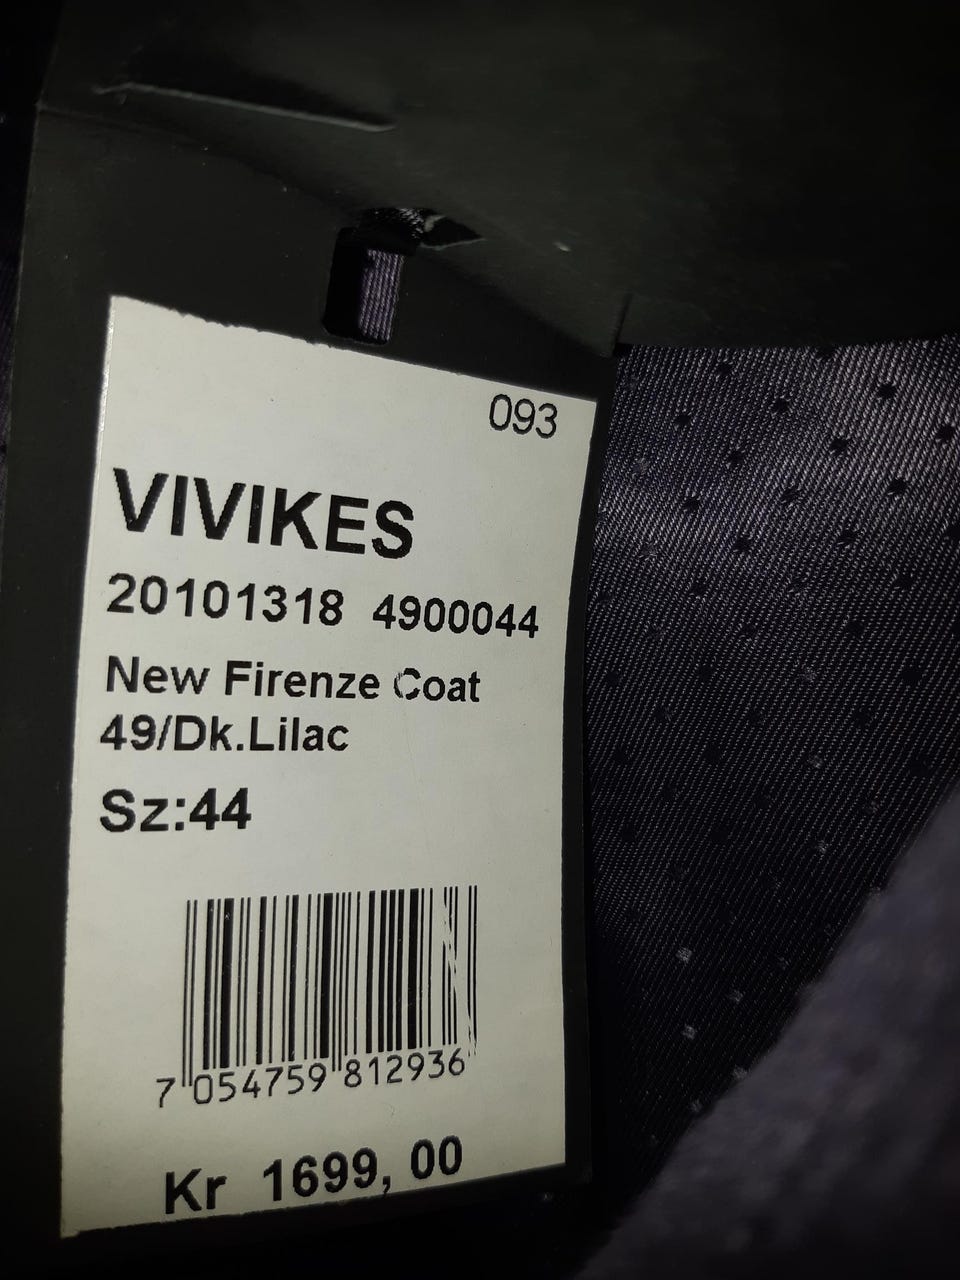 093
VIVIKES
20101318 4900044
New Firenze Coat
49/Dk.Lilac
Sz:44
7 054759 812936
Kr 1699,00